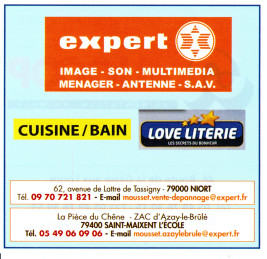 expert
IMAGE - SON - MULTIMEDIA
MENAGER - ANTENNE - S.A.V.
CUISINE / BAIN
LOVE LITERIE
LES SECRETS DU BONHEUR
62, avenue de Lattre de Tassigny - 79000 NIORT
Tél. 09 70 721 821 - E-mail mousset.vente-depannage@expert.fr
La Pièce du Chêne - ZAC d'Azay-le-Brûlé
79400 SAINT-MAIXENT L'ÉCOLE
Tél. 05 49 06 09 06 - E-mail mousset.azaylebrule@expert.fr